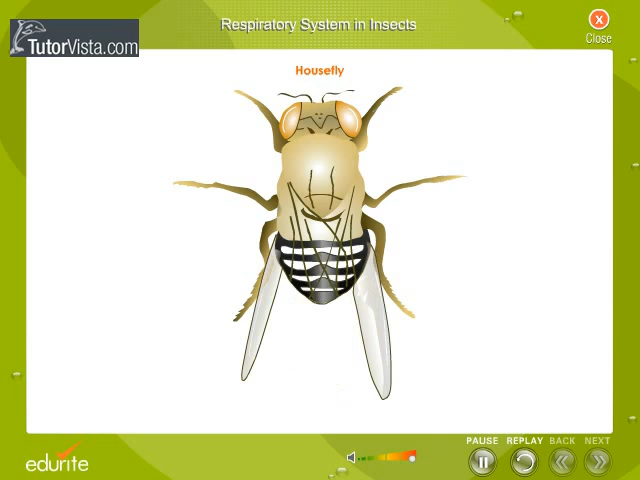 Respiratory System in Insects
X
Close
TutorVista.com
Housefly
PAUSE REPLAY BACK NEXT
edurite